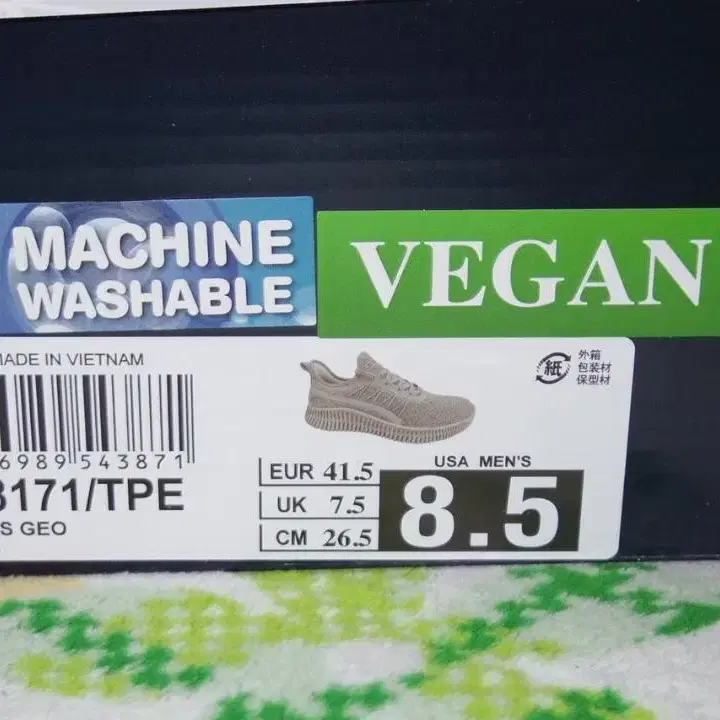 MACHINE
WASHABLE
VEGAN
MADE IN VIETNAM
外箱
包装材
保型材
紙
6989 543871
8171/TPE
S GEO
EUR 41.5
UK 7.5
CM 26.5
USA MEN'S
8.5